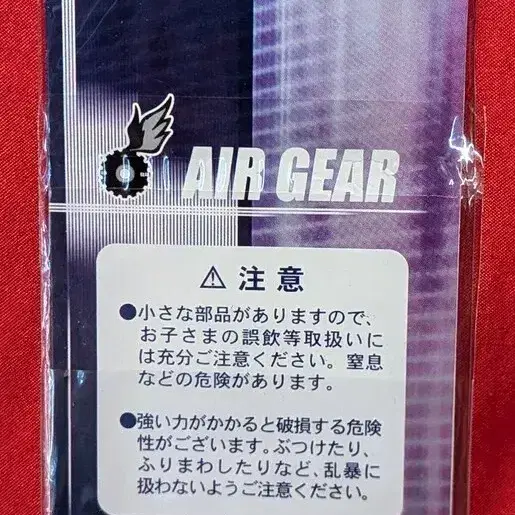 AIR GEAR
⚠ 注意
●小さな部品がありますので、
お子さまの誤飲等取扱いに
は充分ご注意ください。窒息
などの危険があります。
●強い力がかかると破損する危険
性がございます。ぶつけたり、
ふりまわしたりなど、乱暴に
扱わないようご注意ください。